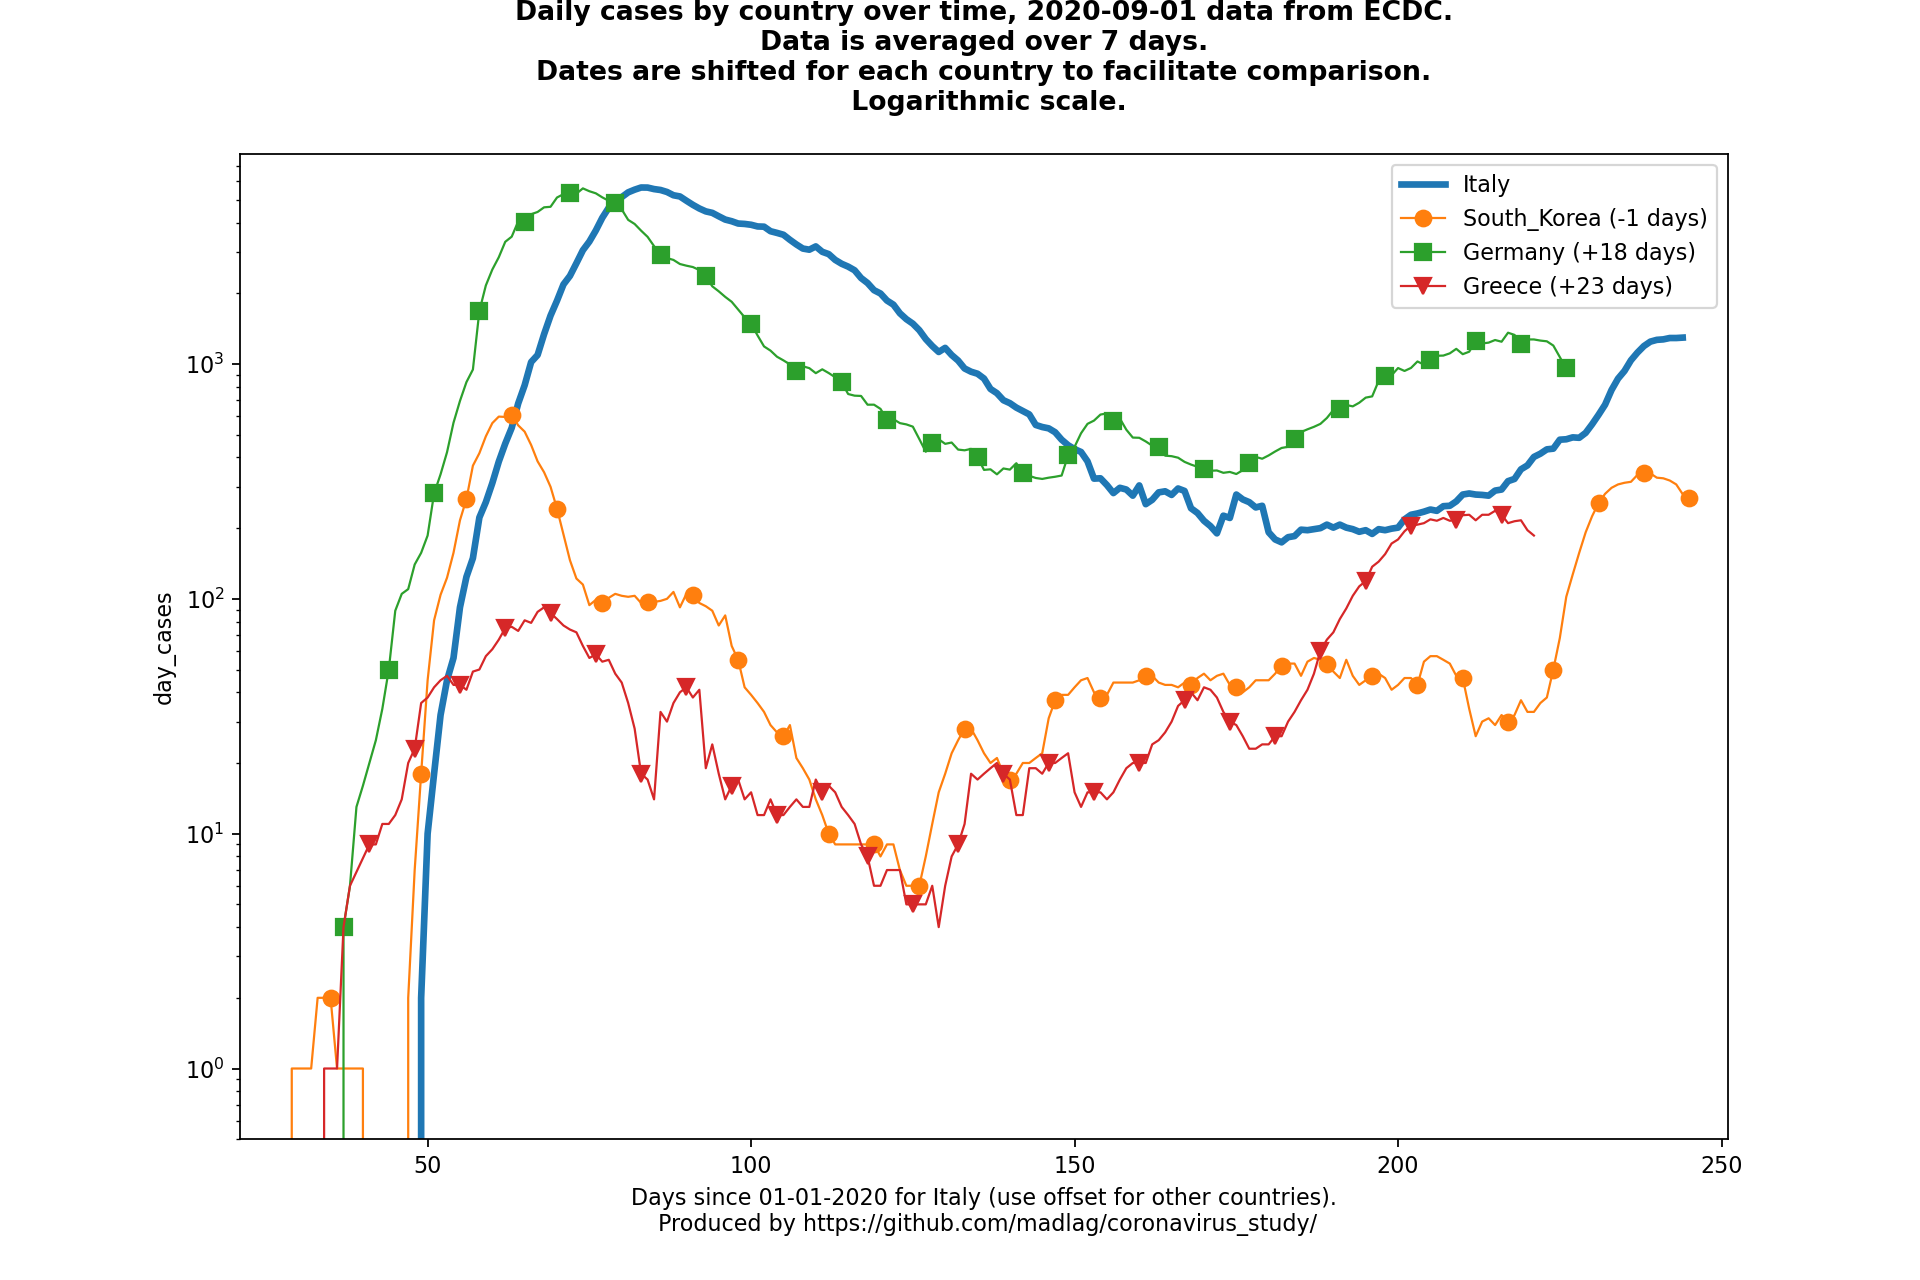 Daily cases by country over time, 2020-09-01 data from ECDC.
Data is averaged over 7 days.
Dates are shifted for each country to facilitate comparison.
Logarithmic scale.
Italy
South_Korea (-1 days)
Germany (+18 days)
Greece (+23 days)
10³
10²
10¹
10⁰
day_cases
50 100 150 200 250
Days since 01-01-2020 for Italy (use offset for other countries).
Produced by https://github.com/madlag/coronavirus_study/